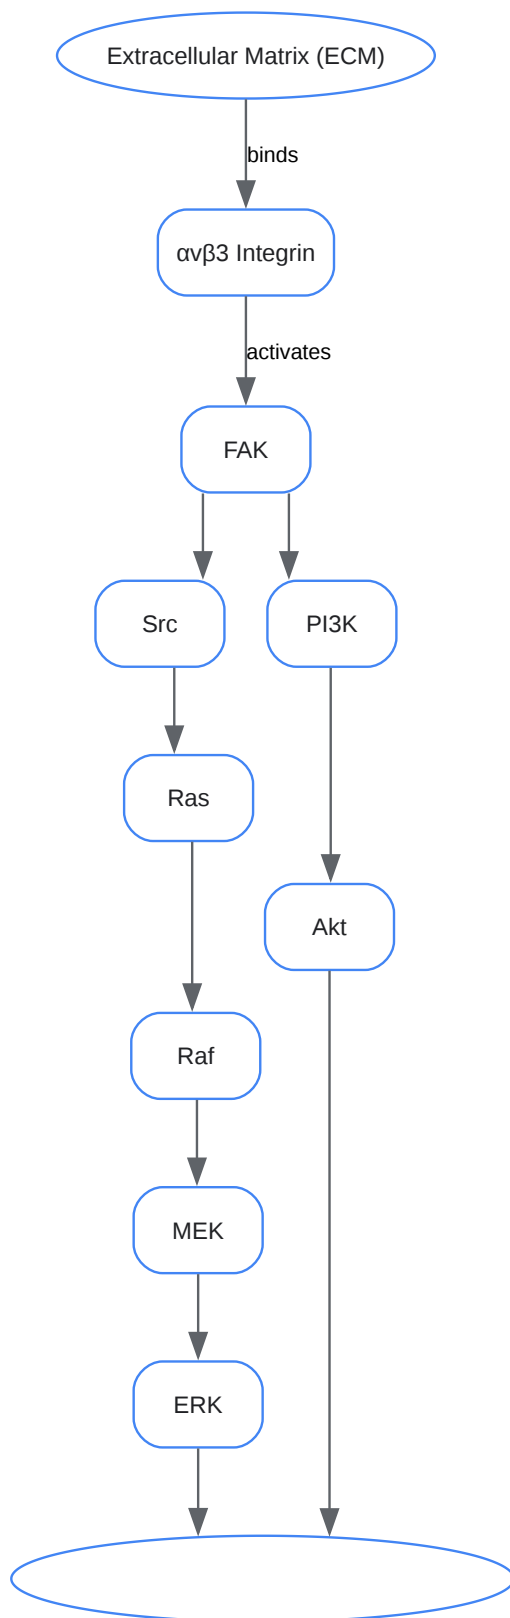 Extracellular Matrix (ECM)
binds
αvβ3 Integrin
activates
FAK
Src
PI3K
Ras
Akt
Raf
MEK
ERK